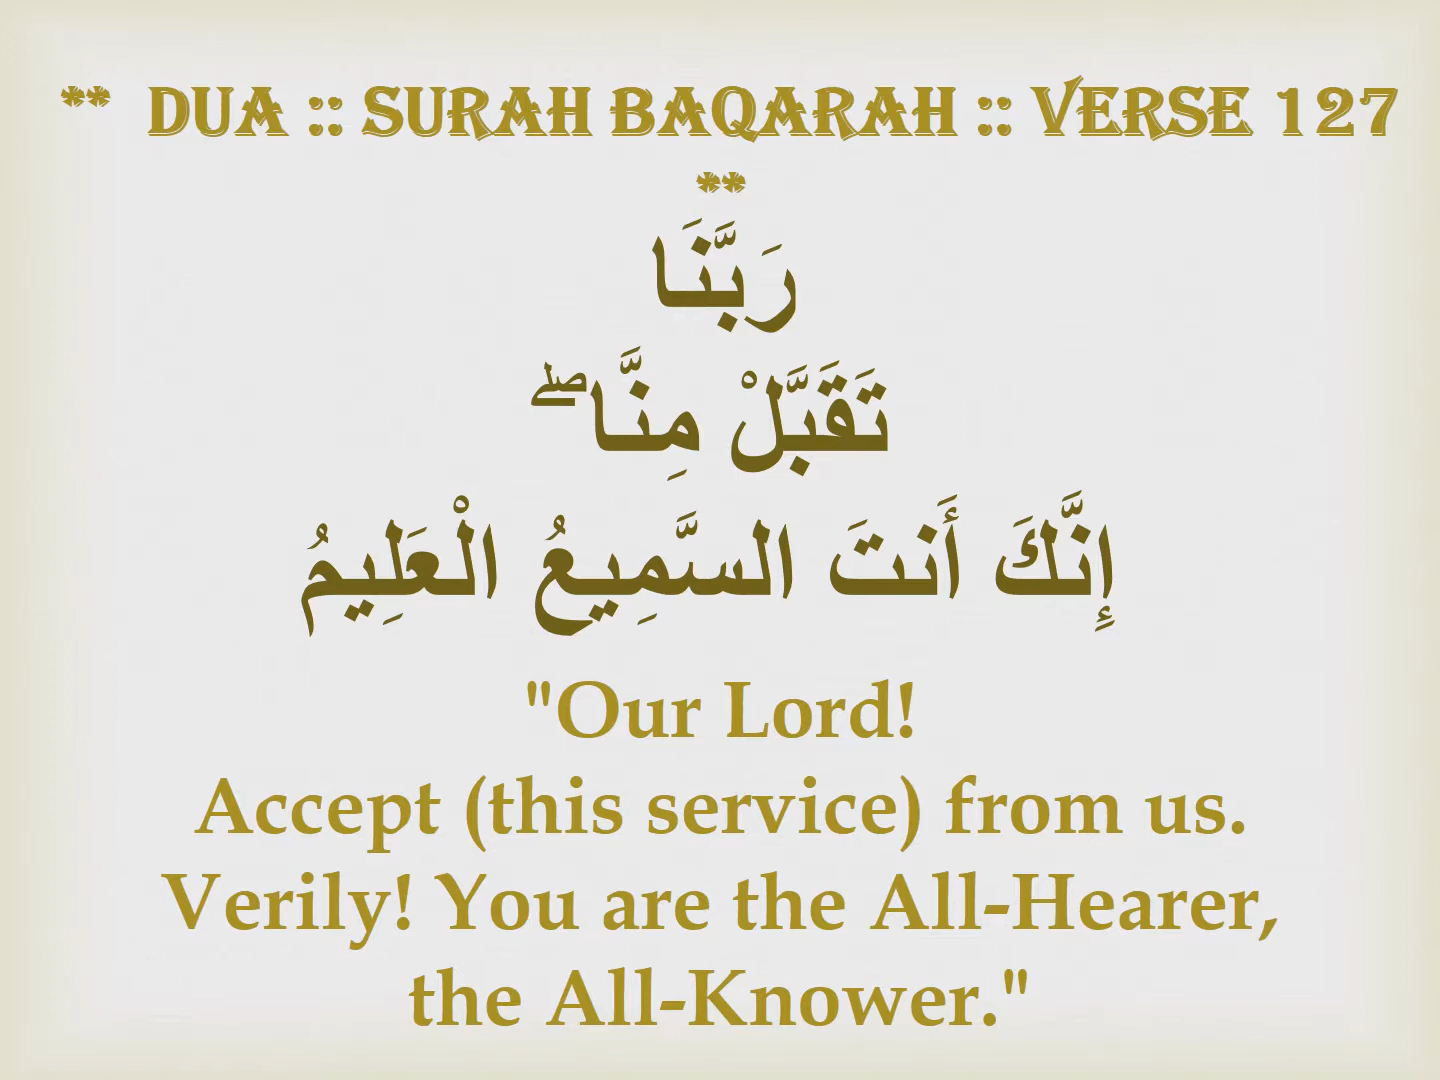 ** DUA :: SURAH BAQARAH :: VERSE 127
**
رَبَّنَا
تَقَبَّلْ مِنَّا ۖ
إِنَّكَ أَنتَ السَّمِيعُ الْعَلِيمُ
"Our Lord!
Accept (this service) from us.
Verily! You are the All-Hearer,
the All-Knower."